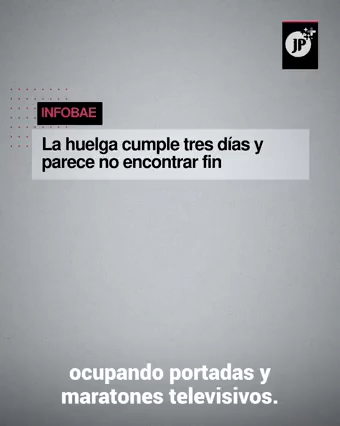 JP
INFOBAE
La huelga cumple tres días y
parece no encontrar fin
ocupando portadas y
maratones televisivos.